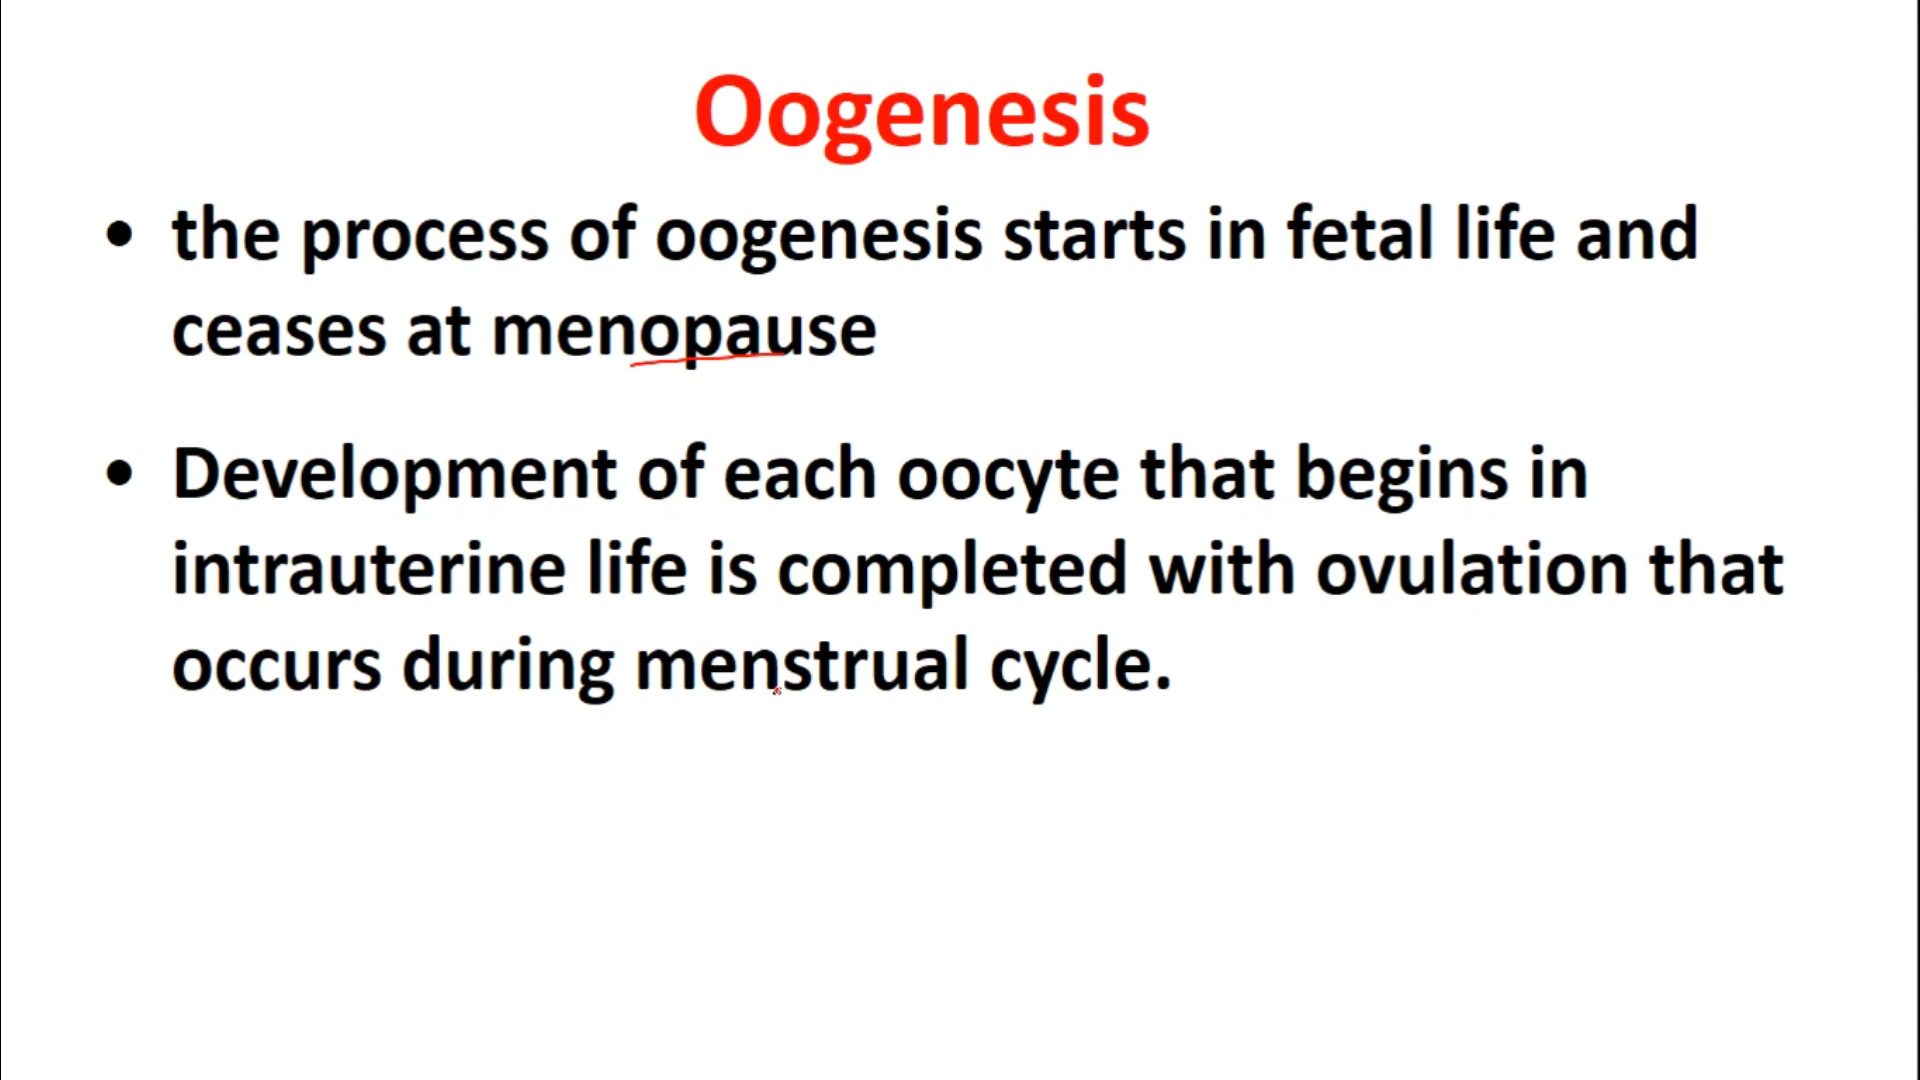 Oogenesis
• the process of oogenesis starts in fetal life and
ceases at menopause
• Development of each oocyte that begins in
intrauterine life is completed with ovulation that
occurs during menstrual cycle.